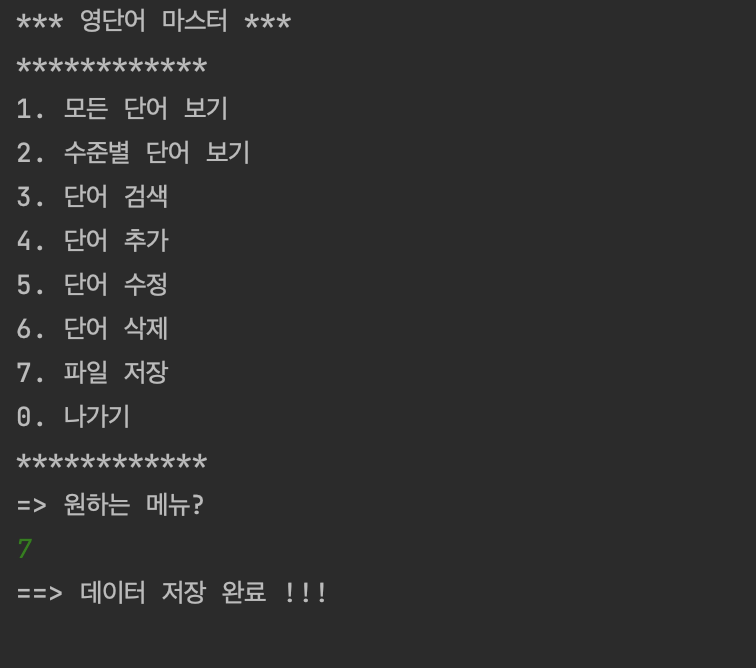 *** 영단어 마스터 ***
************
1. 모든 단어 보기
2. 수준별 단어 보기
3. 단어 검색
4. 단어 추가
5. 단어 수정
6. 단어 삭제
7. 파일 저장
0. 나가기
************
=> 원하는 메뉴?
7
==> 데이터 저장 완료 !!!